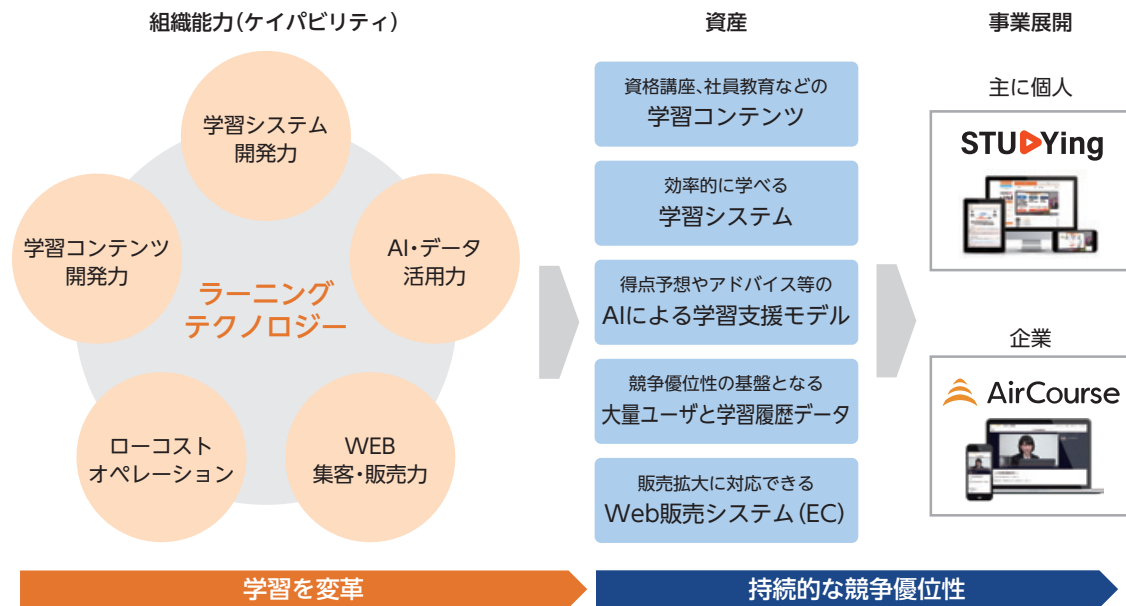 組織能力（ケイパビリティ）
学習システム
開発力
学習コンテンツ
開発力
AI・データ
活用力
ラーニング
テクノロジー
ローコスト
オペレーション
WEB
集客・販売力
資産
資格講座、社員教育などの
学習コンテンツ
効率的に学べる
学習システム
得点予想やアドバイス等の
AIによる学習支援モデル
競争優位性の基盤となる
大量ユーザと学習履歴データ
販売拡大に対応できる
Web販売システム（EC）
事業展開
主に個人
STUDYing
企業
AirCourse
学習を変革
持続的な競争優位性